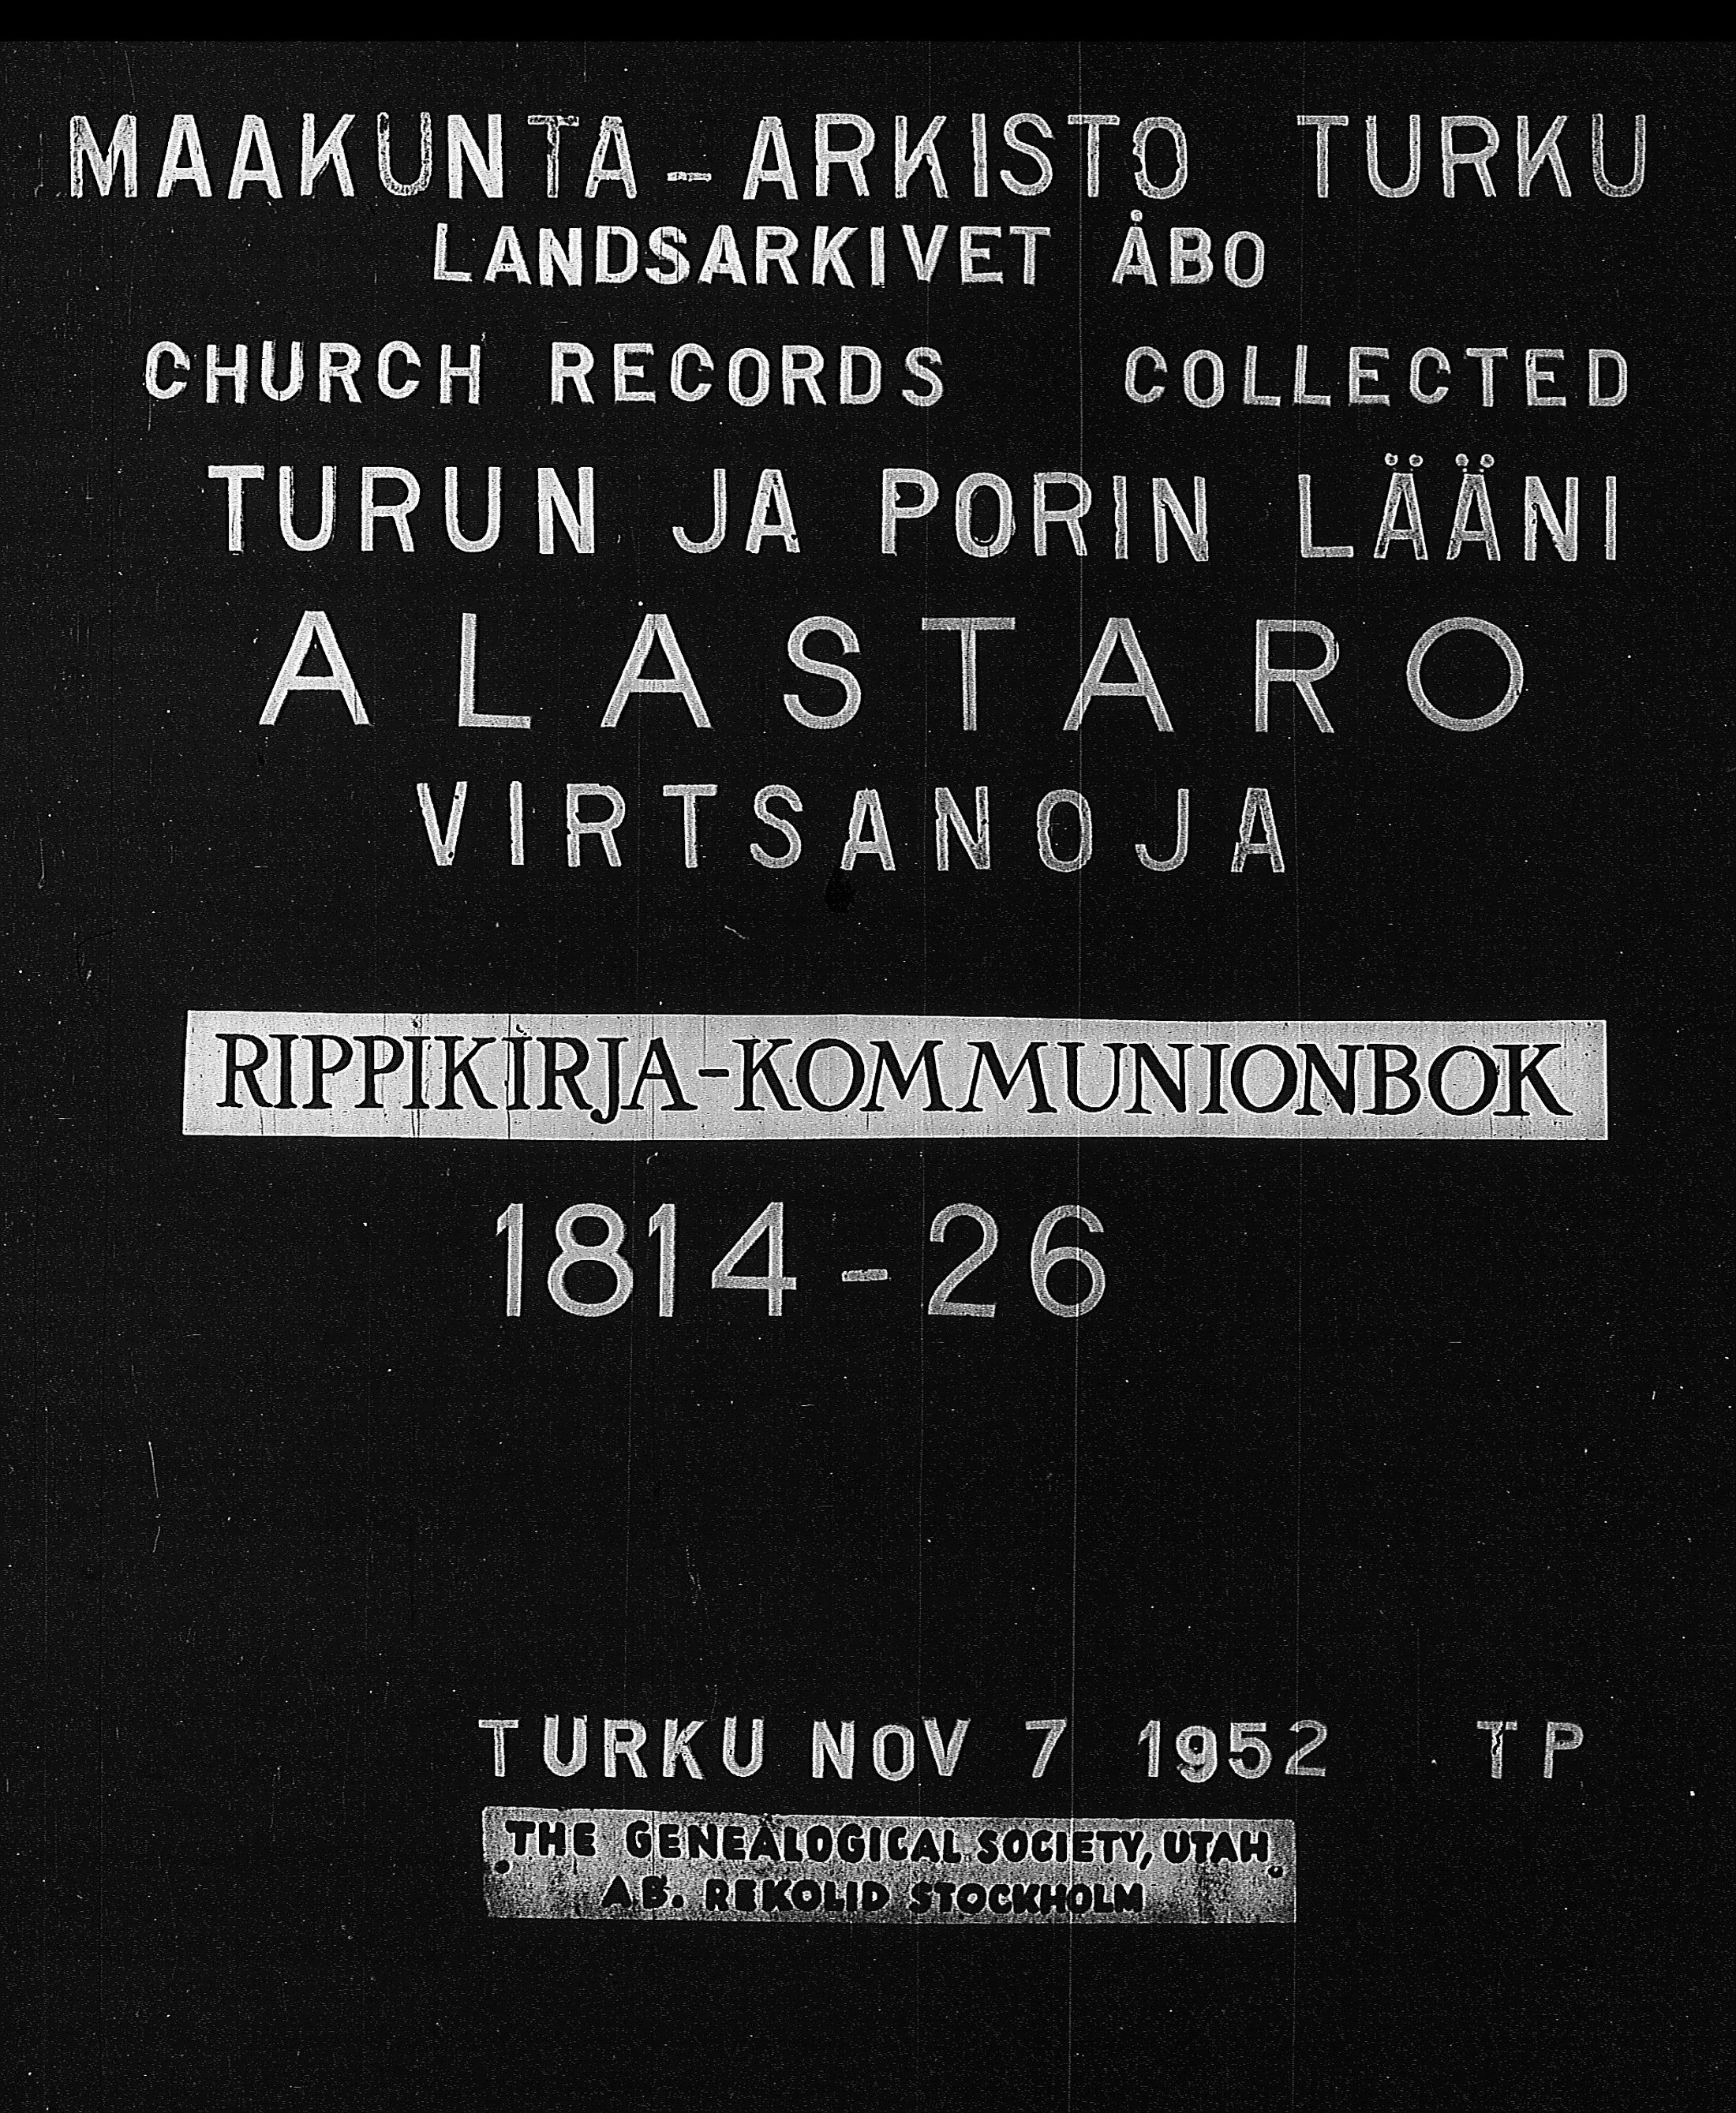 MAAKUNTA-ARKISTO TURKU
LANDSARKIVET ÅBO
CHURCH RECORDS COLLECTED
TURUN JA PORIN LÄÄNI
ALASTARO
VIRTSANOJA
RIPPIKIRJA-KOMMUNIONBOK
1814-26
TURKU NOV 7 1952 TP
THE GENEALOGICAL SOCIETY, UTAH
A.B. REKOLID STOCKHOLM